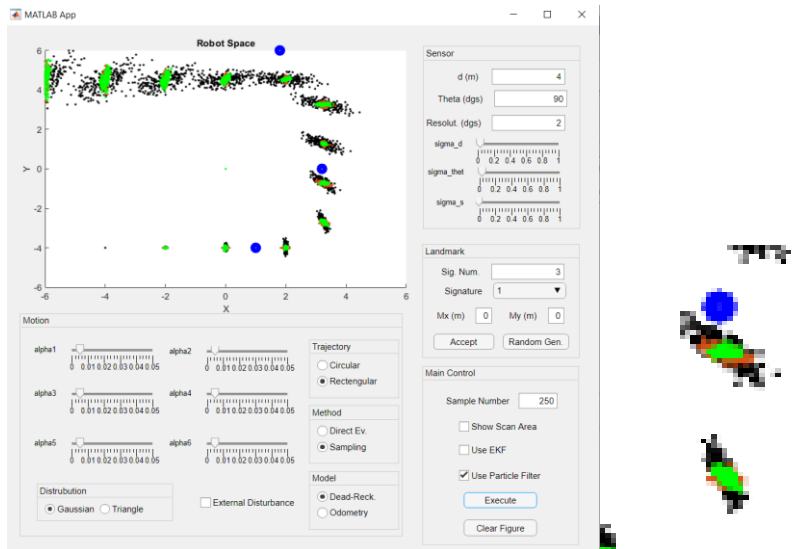 MATLAB App
Robot Space
6
4
2
0
-2
-4
-6
Y
-6 -4 -2 0 2 4 6
X
Sensor
d (m) 4
Theta (dgs) 90
Resolut. (dgs) 2
sigma_d
0 0.2 0.4 0.6 0.8 1
sigma_thet
0 0.2 0.4 0.6 0.8 1
sigma_s
0 0.2 0.4 0.6 0.8 1
Landmark
Sig. Num. 3
Signature 1
Mx (m) 0 My (m) 0
Accept Random Gen.
Motion
alpha1 alpha2
0 0.01 0.02 0.03 0.04 0.05 0 0.01 0.02 0.03 0.04 0.05
alpha3 alpha4
0 0.01 0.02 0.03 0.04 0.05 0 0.01 0.02 0.03 0.04 0.05
alpha5 alpha6
0 0.01 0.02 0.03 0.04 0.05 0 0.01 0.02 0.03 0.04 0.05
Distrubution
Gaussian Triangle
External Disturbance
Trajectory
Circular
Rectengular
Method
Direct Ev.
Sampling
Model
Dead-Reck.
Odometry
Main Control
Sample Number 250
Show Scan Area
Use EKF
Use Particle Filter
Execute
Clear Figure